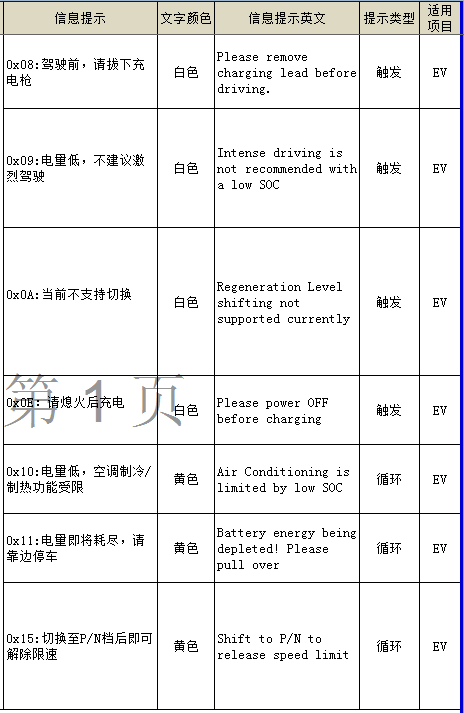 信息提示 文字颜色 信息提示英文 提示类型 适用
项目
0x08:驾驶前，请拔下充
电枪
白色
Please remove
charging lead before
driving.
触发 EV
0x09:电量低，不建议激
烈驾驶
白色
Intense driving is
not recommended with
a low SOC
触发 EV
0x0A:当前不支持切换
白色
Regeneration Level
shifting not
supported currently
触发 EV
第 1 页
0x0E: 请熄火后充电
白色
Please power OFF
before charging
触发 EV
0x10:电量低，空调制冷/
制热功能受限
黄色
Air Conditioning is
limited by low SOC
循环 EV
0x11:电量即将耗尽，请
靠边停车
黄色
Battery energy being
depleted! Please
pull over
循环 EV
0x15:切换至P/N档后即可
解除限速
黄色
Shift to P/N to
release speed limit
循环 EV